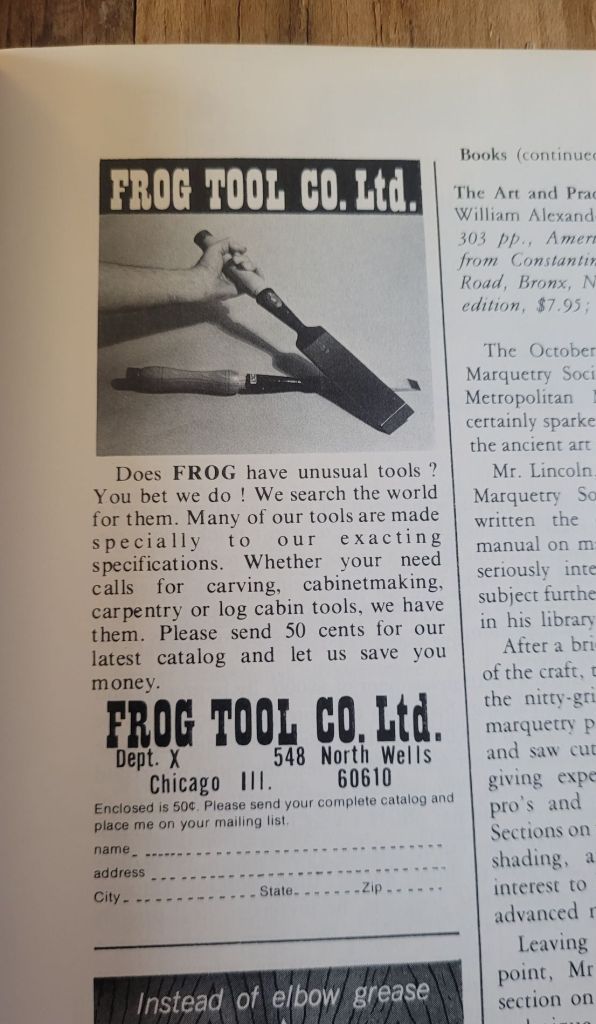 FROG TOOL CO. Ltd.
Does FROG have unusual tools ?
You bet we do ! We search the world
for them. Many of our tools are made
specially to our exacting
specifications. Whether your need
calls for carving, cabinetmaking,
carpentry or log cabin tools, we have
them. Please send 50 cents for our
latest catalog and let us save you
money.
FROG TOOL CO. Ltd.
Dept. X 548 North Wells
Chicago Ill. 60610
Enclosed is 50¢. Please send your complete catalog and
place me on your mailing list.
name
address
City State Zip
Instead of elbow grease
Books (continued
The Art and Prac
William Alexand
303 pp., Ameri
from Constantin
Road, Bronx, N
edition, $7.95;
The October
Marquetry Soci
Metropolitan
certainly sparke
the ancient art
Mr. Lincoln,
Marquetry So
written the
manual on m
seriously inte
subject furthe
in his library
After a bri
of the craft, t
the nitty-gri
marquetry p
and saw cut
giving expe
pro's and
Sections on
shading, a
interest to
advanced
Leaving
point, Mr
section on